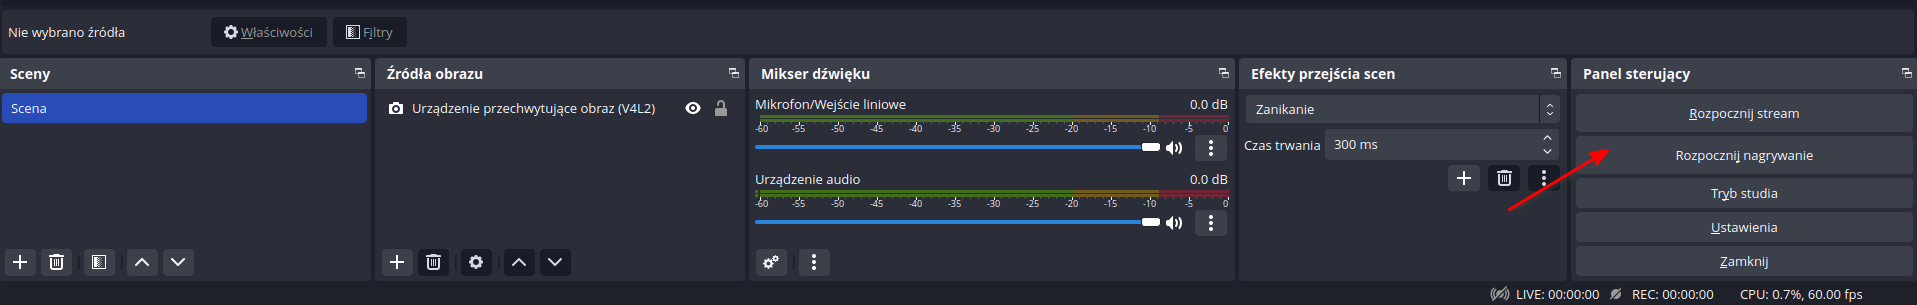 Nie wybrano źródła
Właściwości
Filtry
Sceny
Scena
Źródła obrazu
Urządzenie przechwytujące obraz (V4L2)
Mikser dźwięku
Mikrofon/Wejście liniowe 0.0 dB
-60 -55 -50 -45 -40 -35 -30 -25 -20 -15 -10 -5 0
Urządzenie audio 0.0 dB
-60 -55 -50 -45 -40 -35 -30 -25 -20 -15 -10 -5 0
Efekty przejścia scen
Zanikanie
Czas trwania 300 ms
Panel sterujący
Rozpocznij stream
Rozpocznij nagrywanie
Tryb studia
Ustawienia
Zamknij
LIVE: 00:00:00 REC: 00:00:00 CPU: 0.7%, 60.00 fps